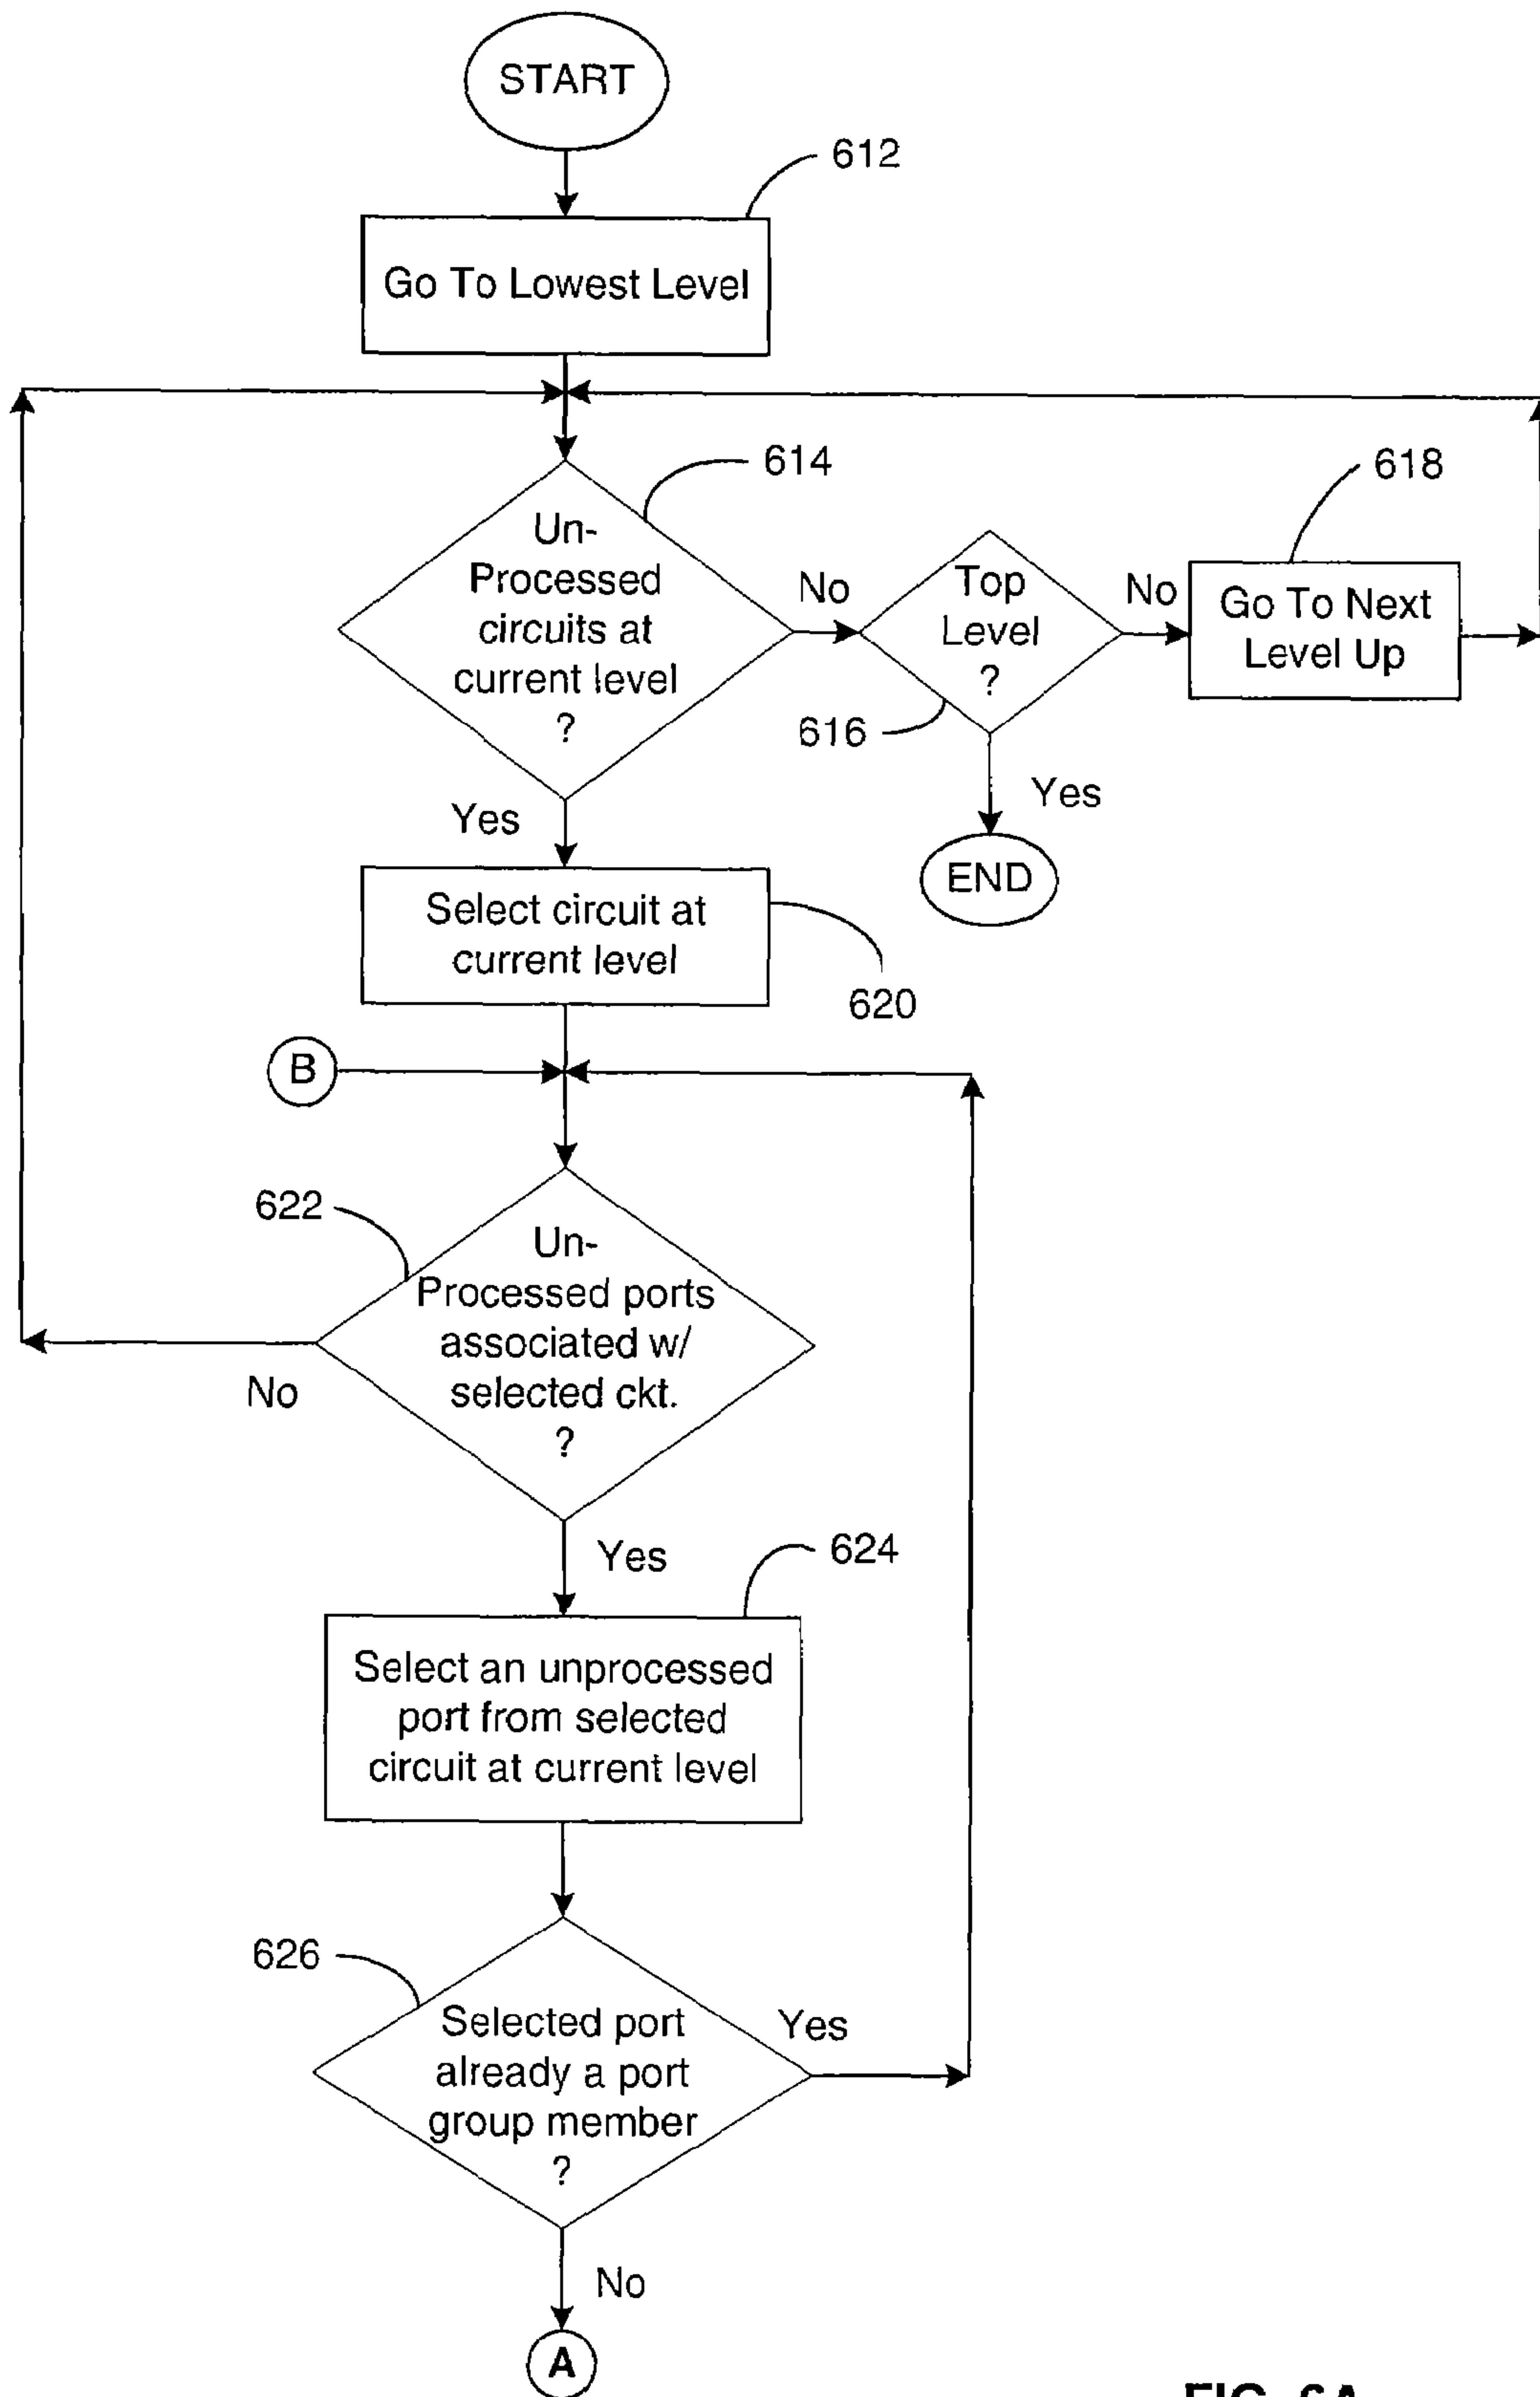 START
612
Go To Lowest Level
614
618
Un-
Processed
circuits at
current level
?
No
Top
Level
?
No
Go To Next
Level Up
616
Yes
Yes
END
Select circuit at
current level
620
B
622
Un-
Processed ports
associated w/
selected ckt.
?
No
Yes
624
Select an unprocessed
port from selected
circuit at current level
626
Selected port
already a port
group member
?
Yes
No
A
FIG. 6A